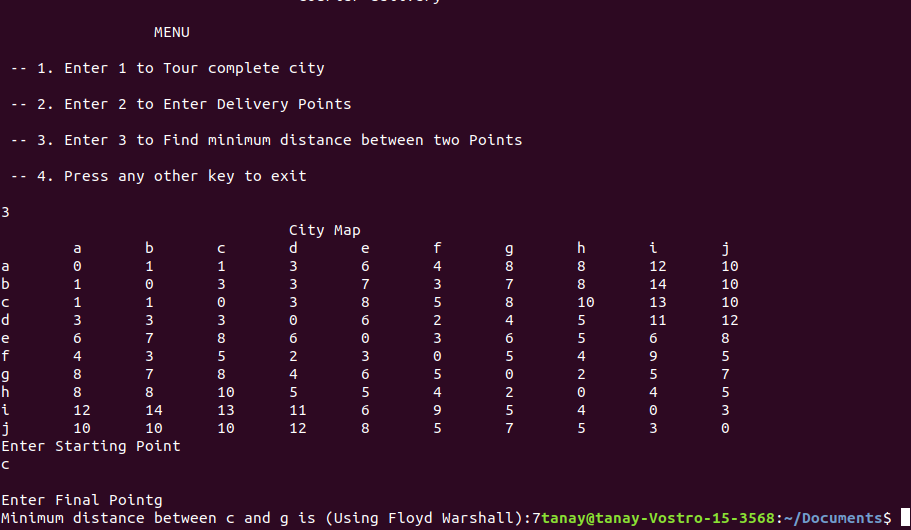 MENU
-- 1. Enter 1 to Tour complete city
-- 2. Enter 2 to Enter Delivery Points
-- 3. Enter 3 to Find minimum distance between two Points
-- 4. Press any other key to exit
3
City Map
a b c d e f g h i j
a 0 1 1 3 6 4 8 8 12 10
b 1 0 3 3 7 3 7 8 14 10
c 1 1 0 3 8 5 8 10 13 10
d 3 3 3 0 6 2 4 5 11 12
e 6 7 8 6 0 3 6 5 6 8
f 4 3 5 2 3 0 5 4 9 5
g 8 7 8 4 6 5 0 2 5 7
h 8 8 10 5 5 4 2 0 4 5
i 12 14 13 11 6 9 5 4 0 3
j 10 10 10 12 8 5 7 5 3 0
Enter Starting Point
c
Enter Final Pointg
Minimum distance between c and g is (Using Floyd Warshall):7tanay@tanay-Vostro-15-3568:~/Documents$